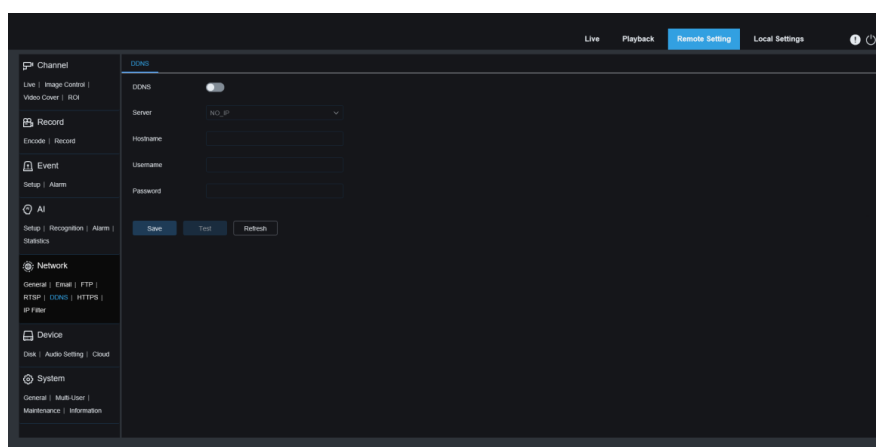 Live Playback Remote Setting Local Settings
Channel
Live | Image Control |
Video Cover | ROI
Record
Encode | Record
Event
Setup | Alarm
AI
Setup | Recognition | Alarm |
Statistics
Network
General | Email | FTP |
RTSP | DDNS | HTTPS |
IP Filter
Device
Disk | Audio Setting | Cloud
System
General | Multi-User |
Maintenance | Information
DDNS
DDNS
Server NO_IP
Hostname
Username
Password
Save Test Refresh